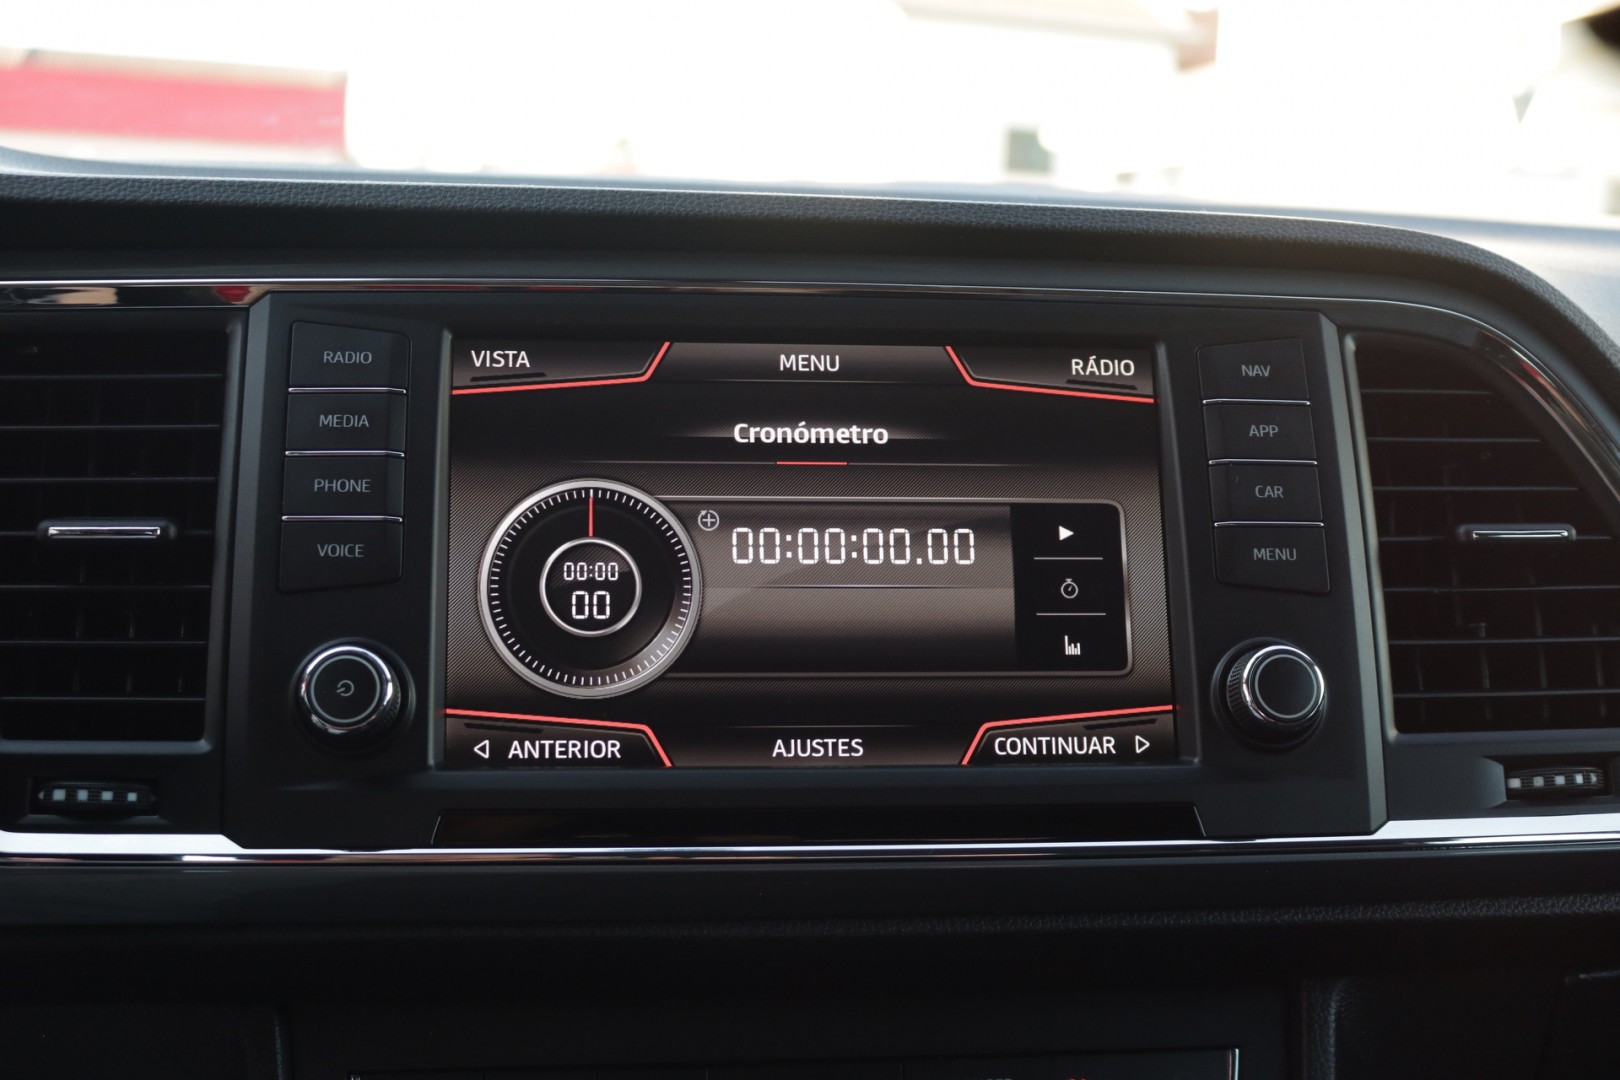 RADIO
MEDIA
PHONE
VOICE
VISTA
MENU
RÁDIO
Cronómetro
00:00
00
00:00:00.00
ANTERIOR
AJUSTES
CONTINUAR
NAV
APP
CAR
MENU